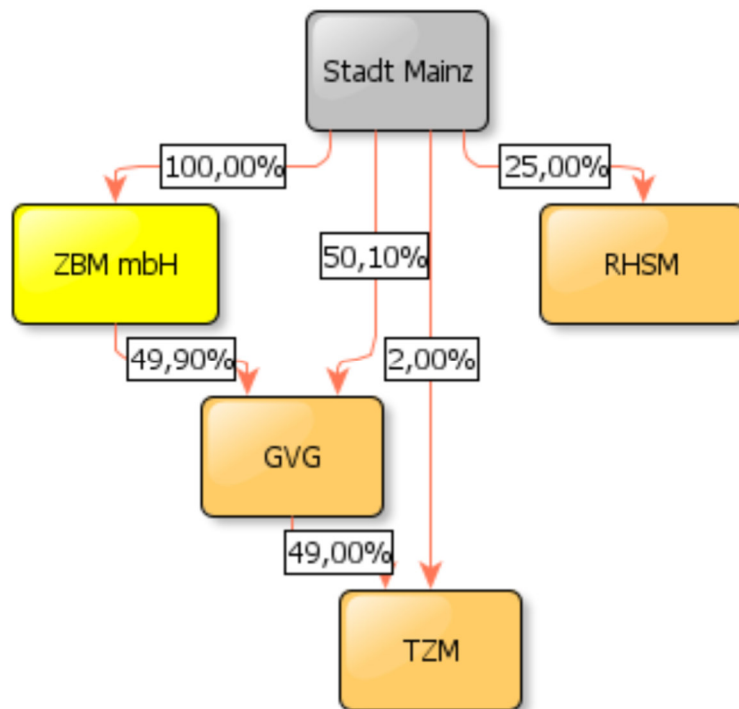 Stadt Mainz
100,00%
25,00%
ZBM mbH
50,10%
RHSM
49,90%
2,00%
GVG
49,00%
TZM